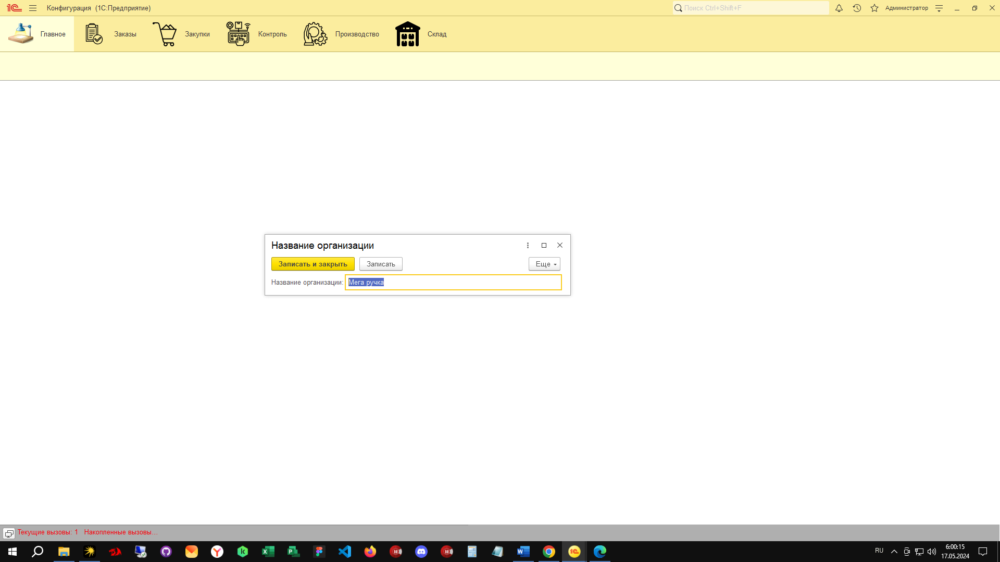 1С Конфигурация (1С:Предприятие) Поиск Ctrl+Shift+F Администратор
Главное Заказы Закупки Контроль Производство Склад
Название организации
Записать и закрыть Записать Еще
Название организации: Мега ручка
Текущие вызовы: 1 Накопленные вызовы...
RU 6:00:15
17.05.2024